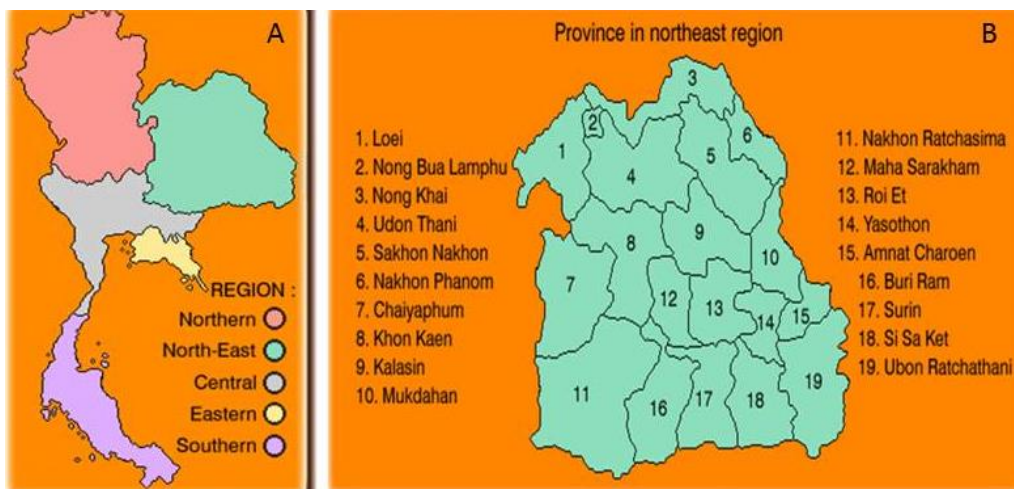 A
REGION :
Northern
North-East
Central
Eastern
Southern
B
Province in northeast region
1. Loei
2. Nong Bua Lamphu
3. Nong Khai
4. Udon Thani
5. Sakhon Nakhon
6. Nakhon Phanom
7. Chaiyaphum
8. Khon Kaen
9. Kalasin
10. Mukdahan
3
2
6
1
5
4
8
9
10
7
12
13
14
15
11
16
17
18
19
11. Nakhon Ratchasima
12. Maha Sarakham
13. Roi Et
14. Yasothon
15. Amnat Charoen
16. Buri Ram
17. Surin
18. Si Sa Ket
19. Ubon Ratchathani